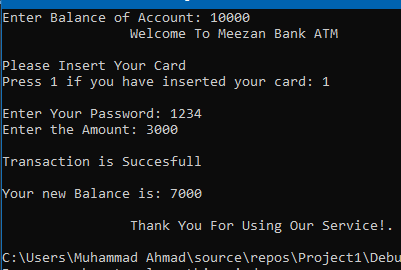 Enter Balance of Account: 10000
Welcome To Meezan Bank ATM
Please Insert Your Card
Press 1 if you have inserted your card: 1
Enter Your Password: 1234
Enter the Amount: 3000
Transaction is Succesfull
Your new Balance is: 7000
Thank You For Using Our Service!.
C:\Users\Muhammad Ahmad\source\repos\Project1\Debu